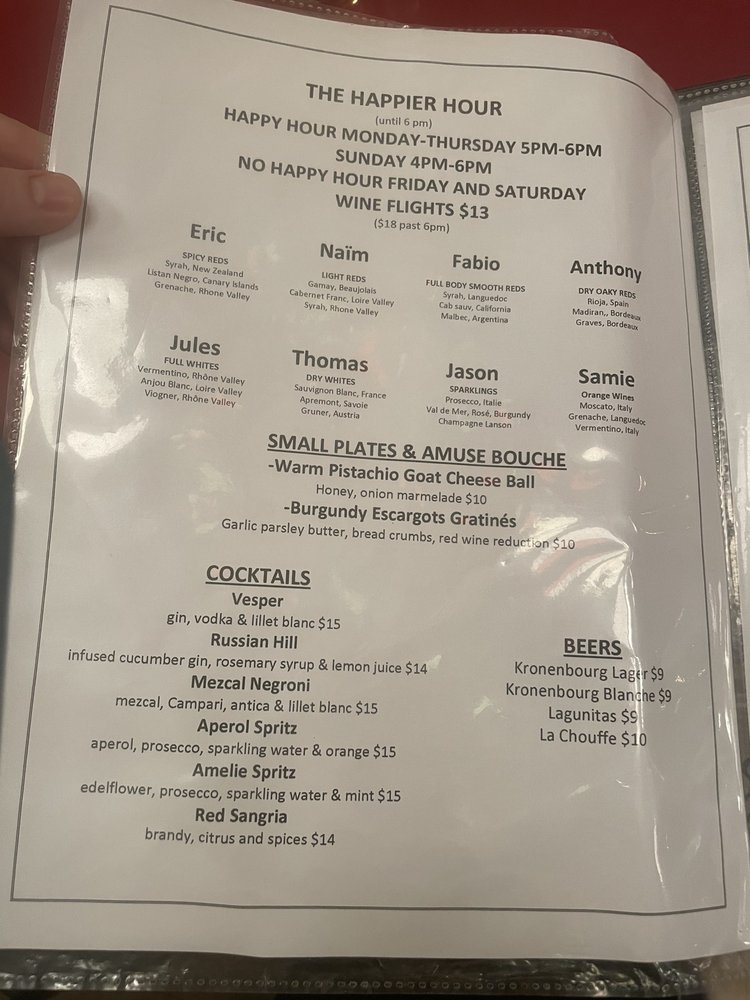 THE HAPPIER HOUR
(until 6 pm)
HAPPY HOUR MONDAY-THURSDAY 5PM-6PM
SUNDAY 4PM-6PM
NO HAPPY HOUR FRIDAY AND SATURDAY
WINE FLIGHTS $13
($18 past 6pm)
Eric
SPICY REDS
Syrah, New Zealand
Listan Negro, Canary Islands
Grenache, Rhone Valley
Naïm
LIGHT REDS
Gamay, Beaujolais
Cabernet Franc, Loire Valley
Syrah, Rhone Valley
Fabio
FULL BODY SMOOTH REDS
Syrah, Languedoc
Cab sauv, California
Malbec, Argentina
Anthony
DRY OAKY REDS
Rioja, Spain
Madiran,, Bordeaux
Graves, Bordeaux
Jules
FULL WHITES
Vermentino, Rhône Valley
Anjou Blanc, Loire Valley
Viogner, Rhône Valley
Thomas
DRY WHITES
Sauvignon Blanc, France
Apremont, Savoie
Gruner, Austria
Jason
SPARKLINGS
Prosecco, Italie
Val de Mer, Rosé, Burgundy
Champagne Lanson
Samie
Orange Wines
Moscato, Italy
Grenache, Languedoc
Vermentino, Italy
SMALL PLATES & AMUSE BOUCHE
-Warm Pistachio Goat Cheese Ball
Honey, onion marmelade $10
-Burgundy Escargots Gratinés
Garlic parsley butter, bread crumbs, red wine reduction $10
COCKTAILS
Vesper
gin, vodka & lillet blanc $15
Russian Hill
infused cucumber gin, rosemary syrup & lemon juice $14
Mezcal Negroni
mezcal, Campari, antica & lillet blanc $15
Aperol Spritz
aperol, prosecco, sparkling water & orange $15
Amelie Spritz
edelflower, prosecco, sparkling water & mint $15
Red Sangria
brandy, citrus and spices $14
BEERS
Kronenbourg Lager $9
Kronenbourg Blanche $9
Lagunitas $9
La Chouffe $10